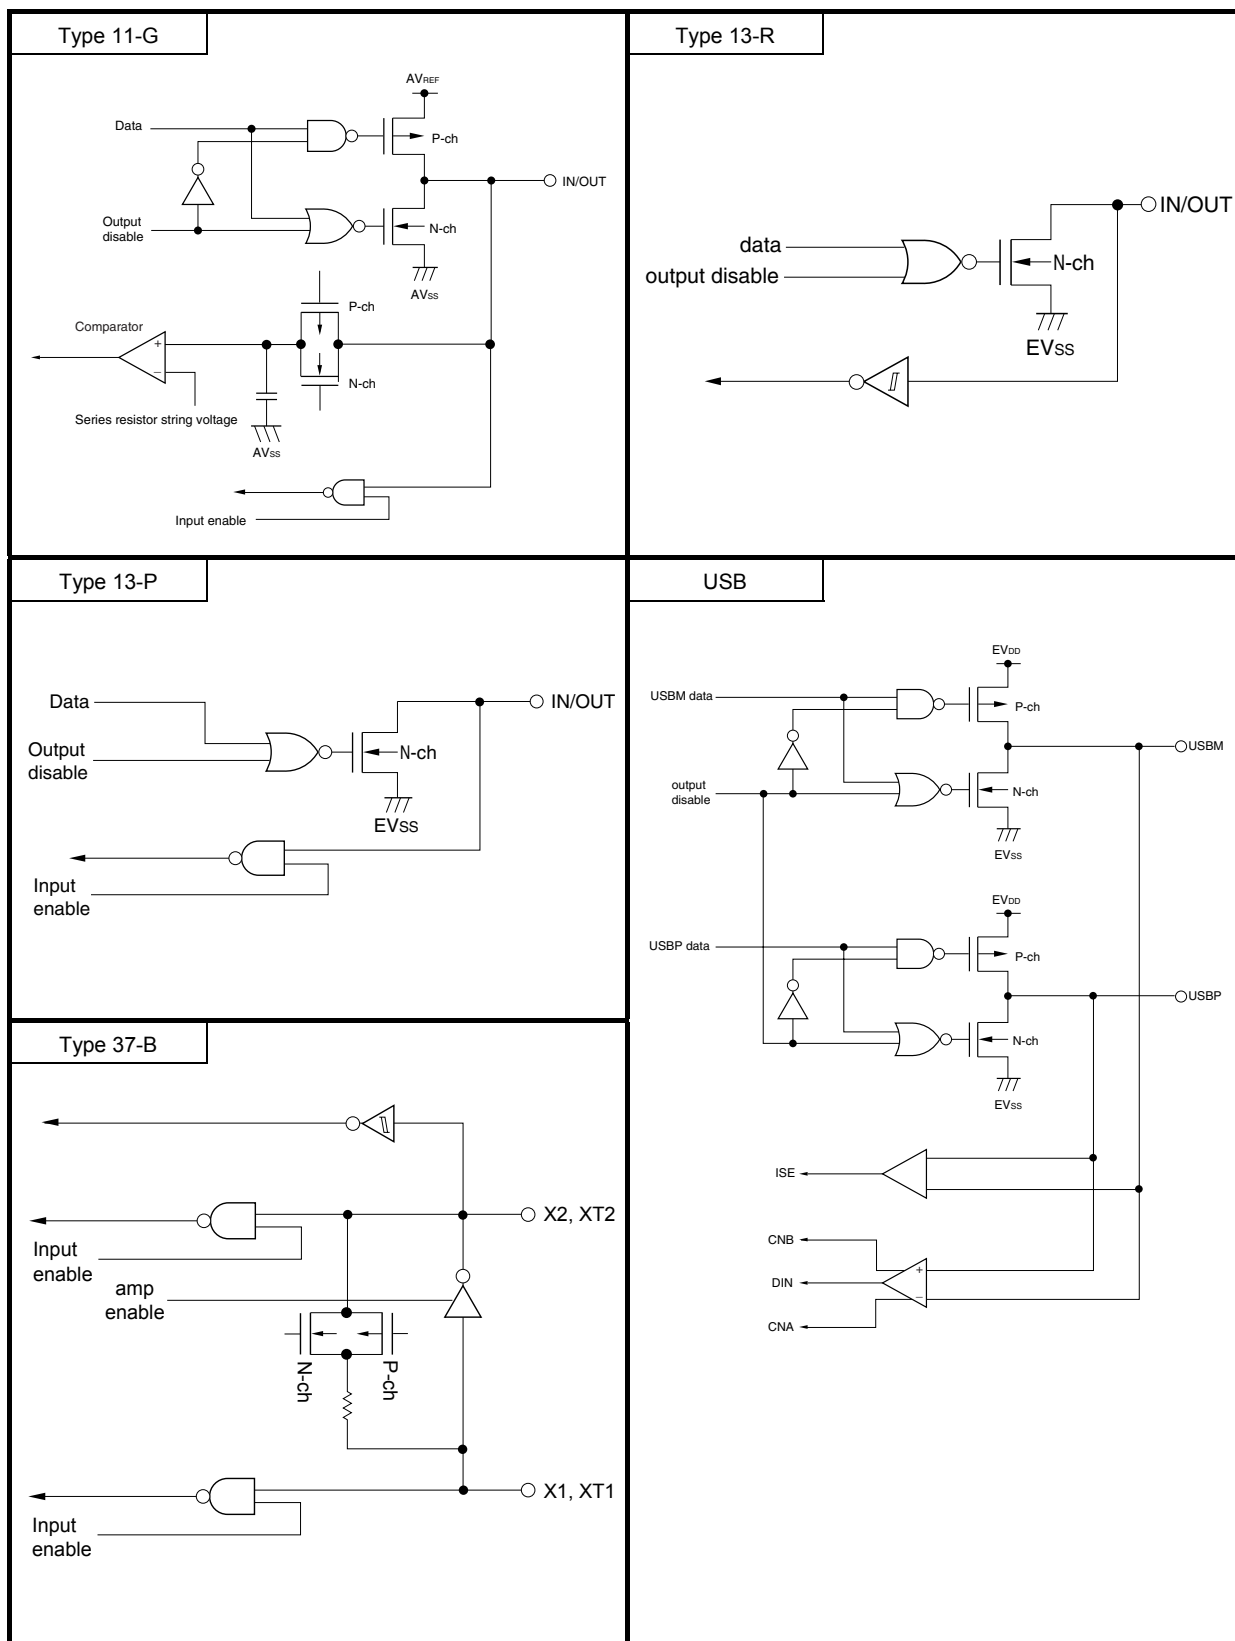 Type 11-G
AVREF
Data
P-ch
IN/OUT
Output
disable
N-ch
AVSS
P-ch
Comparator
+
−
N-ch
Series resistor string voltage
AVSS
Input enable
Type 13-R
IN/OUT
data
output disable
N-ch
EVSS
Type 13-P
Data
IN/OUT
Output
disable
N-ch
EVSS
Input
enable
USB
EVDD
USBM data
P-ch
USBM
output
disable
N-ch
EVSS
EVDD
USBP data
P-ch
USBP
N-ch
EVSS
ISE
CNB
+
DIN
−
CNA
Type 37-B
X2, XT2
Input
enable
amp
enable
N-ch
P-ch
X1, XT1
Input
enable